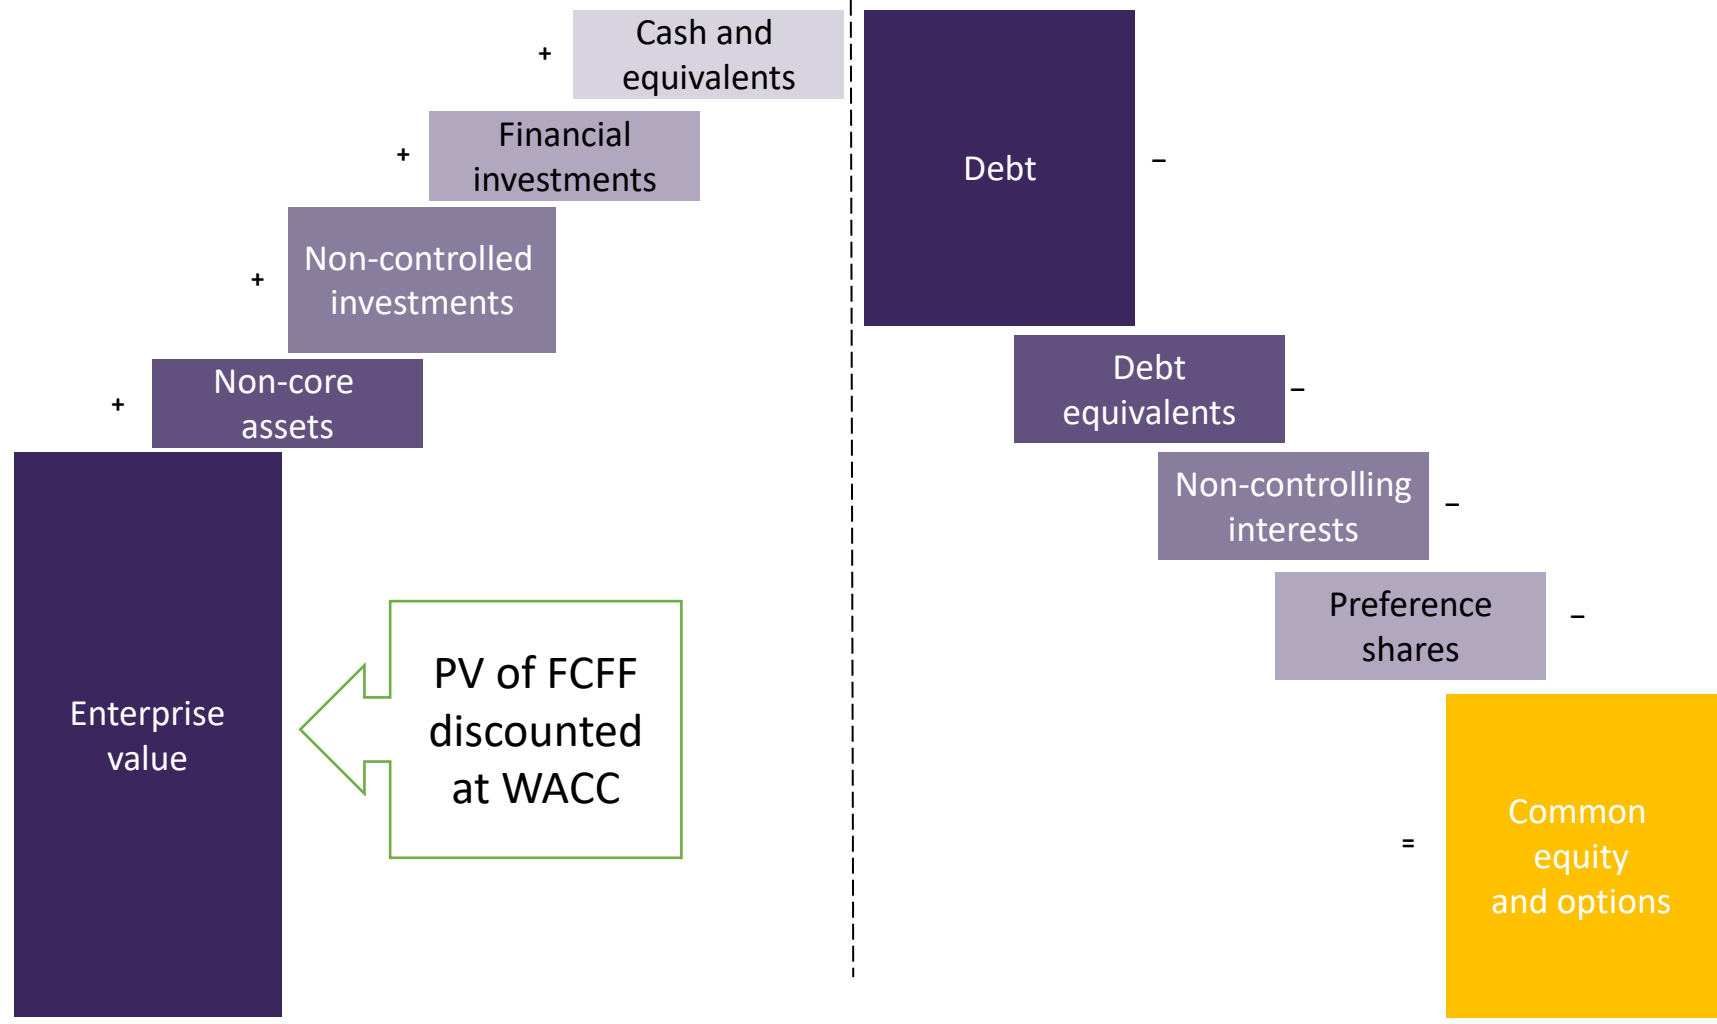 +
Cash and
equivalents
+
Financial
investments
+
Non-controlled
investments
+
Non-core
assets
Enterprise
value
PV of FCFF
discounted
at WACC
Debt
–
Debt
equivalents
–
Non-controlling
interests
–
Preference
shares
–
=
Common
equity
and options